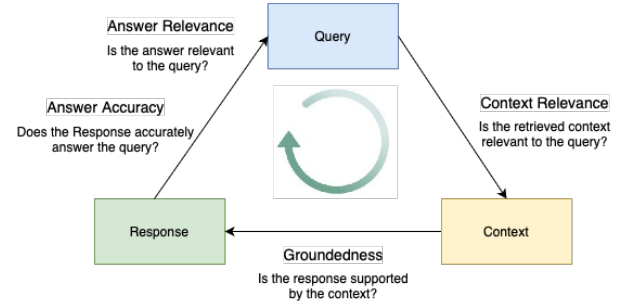 Answer Relevance
Is the answer relevant
to the query?
Query
Answer Accuracy
Does the Response accurately
answer the query?
Context Relevance
Is the retrieved context
relevant to the query?
Response
Context
Groundedness
Is the response supported
by the context?